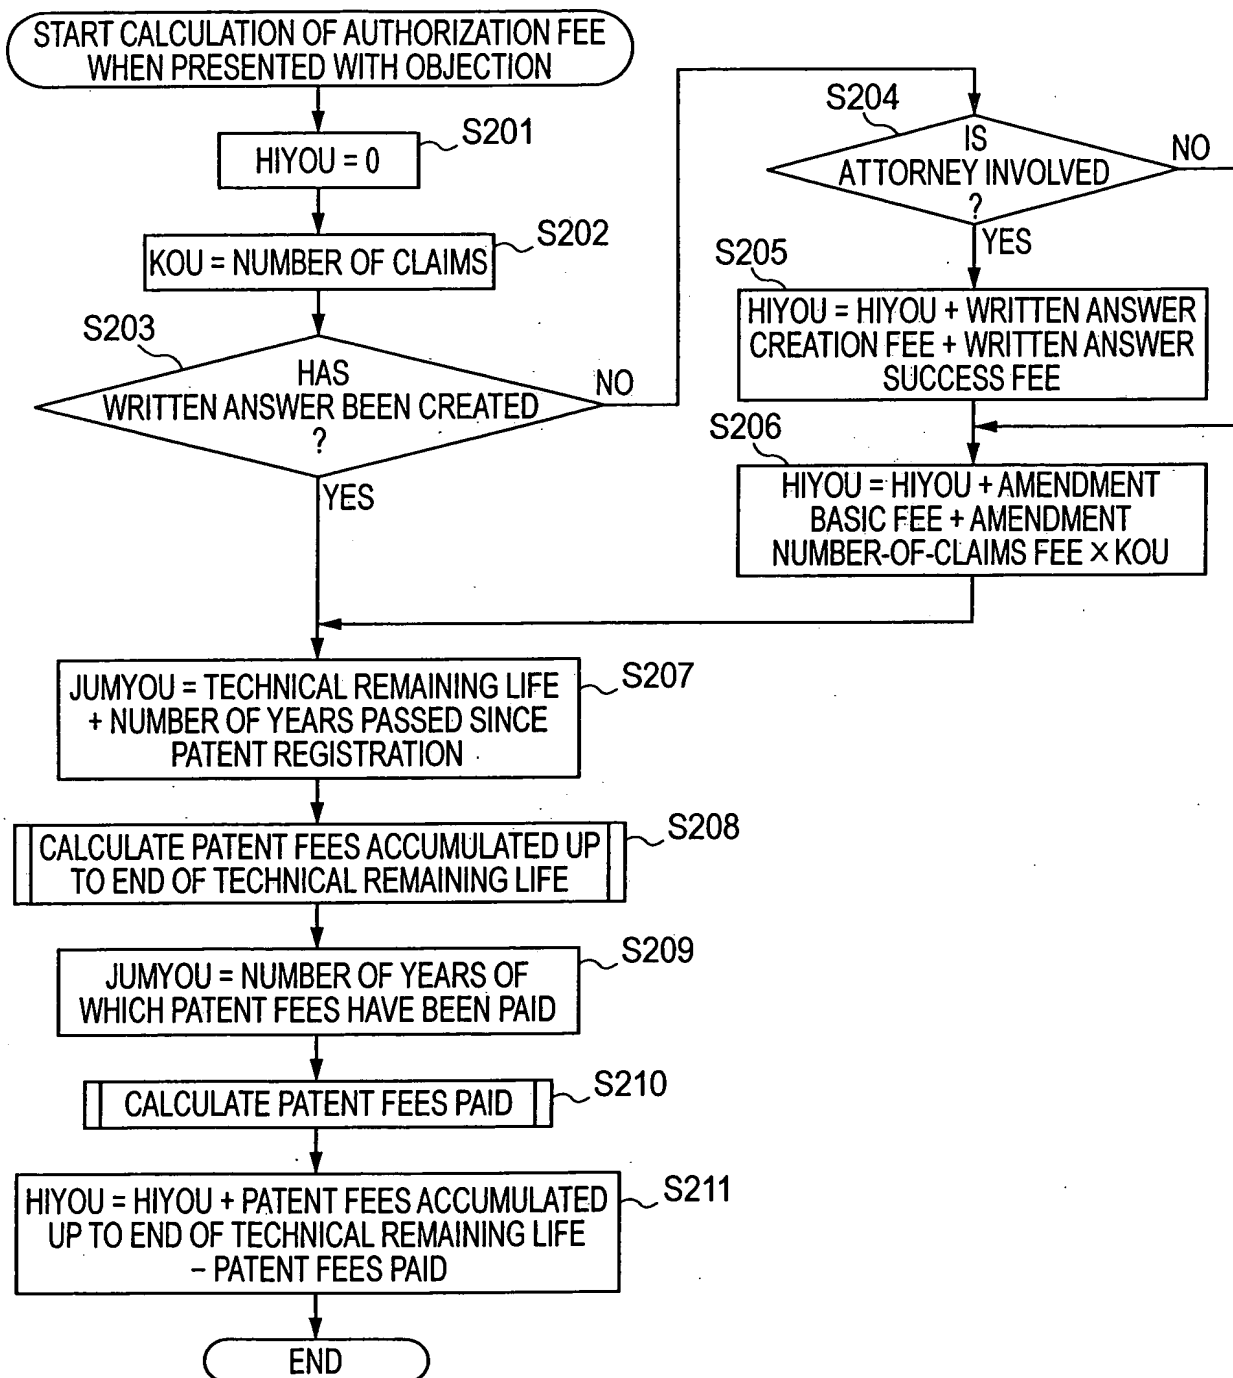 START CALCULATION OF AUTHORIZATION FEE
WHEN PRESENTED WITH OBJECTION
S201
HIYOU = 0
S202
KOU = NUMBER OF CLAIMS
S203
HAS
WRITTEN ANSWER BEEN CREATED
?
NO
YES
S204
IS
ATTORNEY INVOLVED
?
NO
YES
S205
HIYOU = HIYOU + WRITTEN ANSWER
CREATION FEE + WRITTEN ANSWER
SUCCESS FEE
S206
HIYOU = HIYOU + AMENDMENT
BASIC FEE + AMENDMENT
NUMBER-OF-CLAIMS FEE × KOU
S207
JUMYOU = TECHNICAL REMAINING LIFE
+ NUMBER OF YEARS PASSED SINCE
PATENT REGISTRATION
S208
CALCULATE PATENT FEES ACCUMULATED UP
TO END OF TECHNICAL REMAINING LIFE
S209
JUMYOU = NUMBER OF YEARS OF
WHICH PATENT FEES HAVE BEEN PAID
S210
CALCULATE PATENT FEES PAID
S211
HIYOU = HIYOU + PATENT FEES ACCUMULATED
UP TO END OF TECHNICAL REMAINING LIFE
– PATENT FEES PAID
END